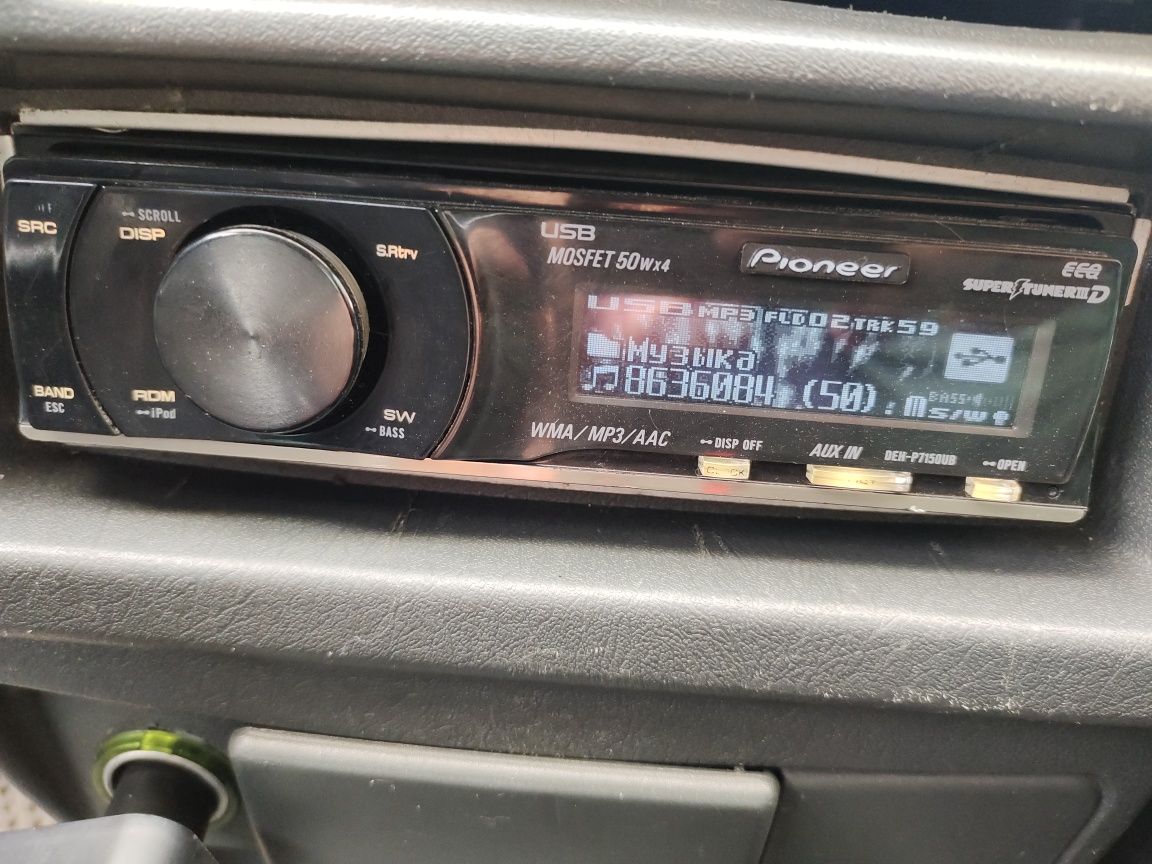 SRC
SCROLL
DISP
S.Rtrv
BAND
ESC
RDM
iPod
SW
BASS
USB
MOSFET 50W×4
Pioneer
EEQ
SUPER TUNER III D
USB MP3 FLD02 TRK59
Музыка
8636084 (50).m
BASS
S/W
WMA/MP3/AAC
DISP OFF
AUX IN
DEH-P7150UB
OPEN